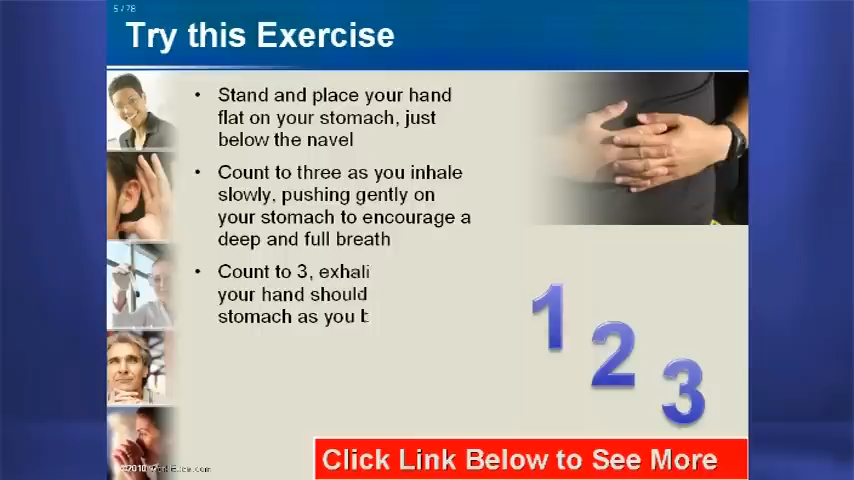 5 / 78
Try this Exercise
• Stand and place your hand
flat on your stomach, just
below the navel
• Count to three as you inhale
slowly, pushing gently on
your stomach to encourage a
deep and full breath
• Count to 3, exhali
your hand should
stomach as you b
1
2
3
©2010
Click Link Below to See More